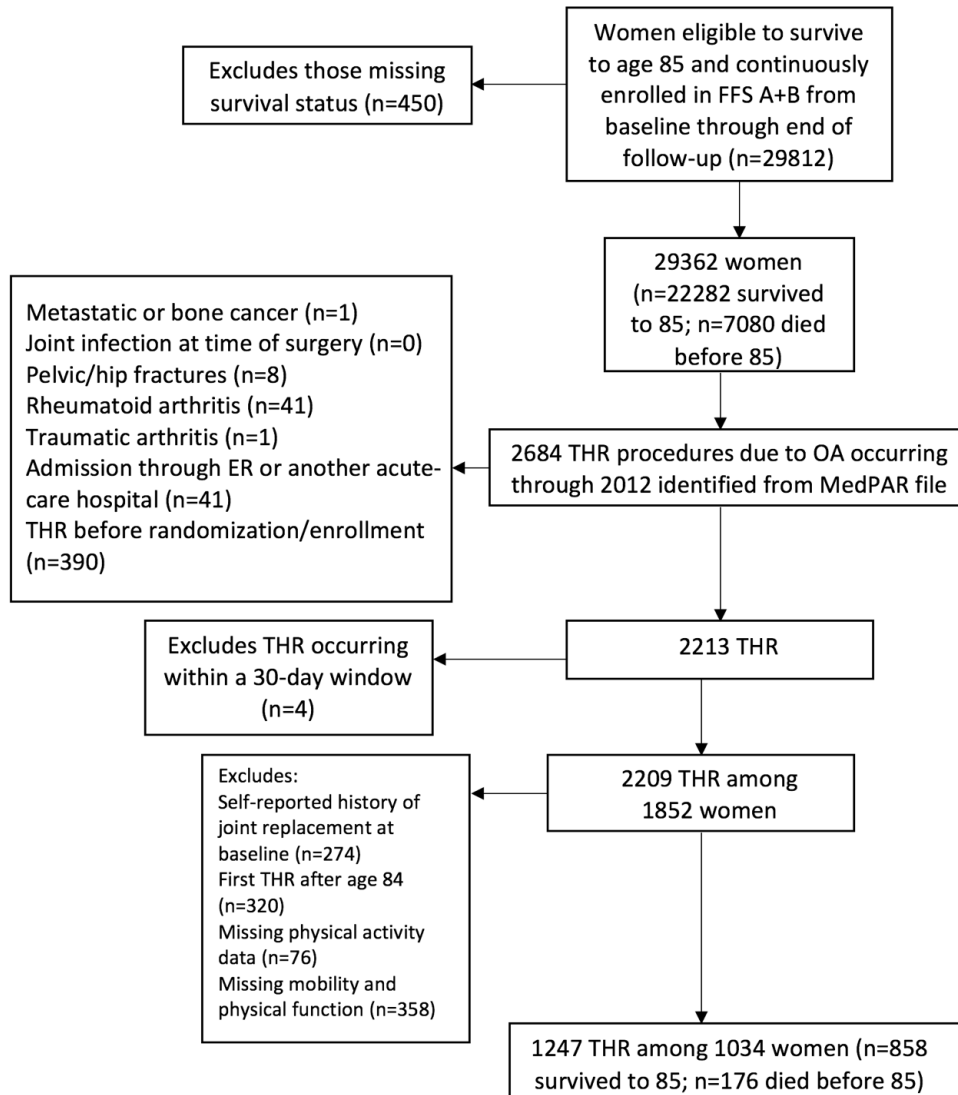 Women eligible to survive
to age 85 and continuously
enrolled in FFS A+B from
baseline through end of
follow-up (n=29812)
Excludes those missing
survival status (n=450)
29362 women
(n=22282 survived
to 85; n=7080 died
before 85)
Metastatic or bone cancer (n=1)
Joint infection at time of surgery (n=0)
Pelvic/hip fractures (n=8)
Rheumatoid arthritis (n=41)
Traumatic arthritis (n=1)
Admission through ER or another acute-
care hospital (n=41)
THR before randomization/enrollment
(n=390)
2684 THR procedures due to OA occurring
through 2012 identified from MedPAR file
2213 THR
Excludes THR occurring
within a 30-day window
(n=4)
2209 THR among
1852 women
Excludes:
Self-reported history of
joint replacement at
baseline (n=274)
First THR after age 84
(n=320)
Missing physical activity
data (n=76)
Missing mobility and
physical function (n=358)
1247 THR among 1034 women (n=858
survived to 85; n=176 died before 85)